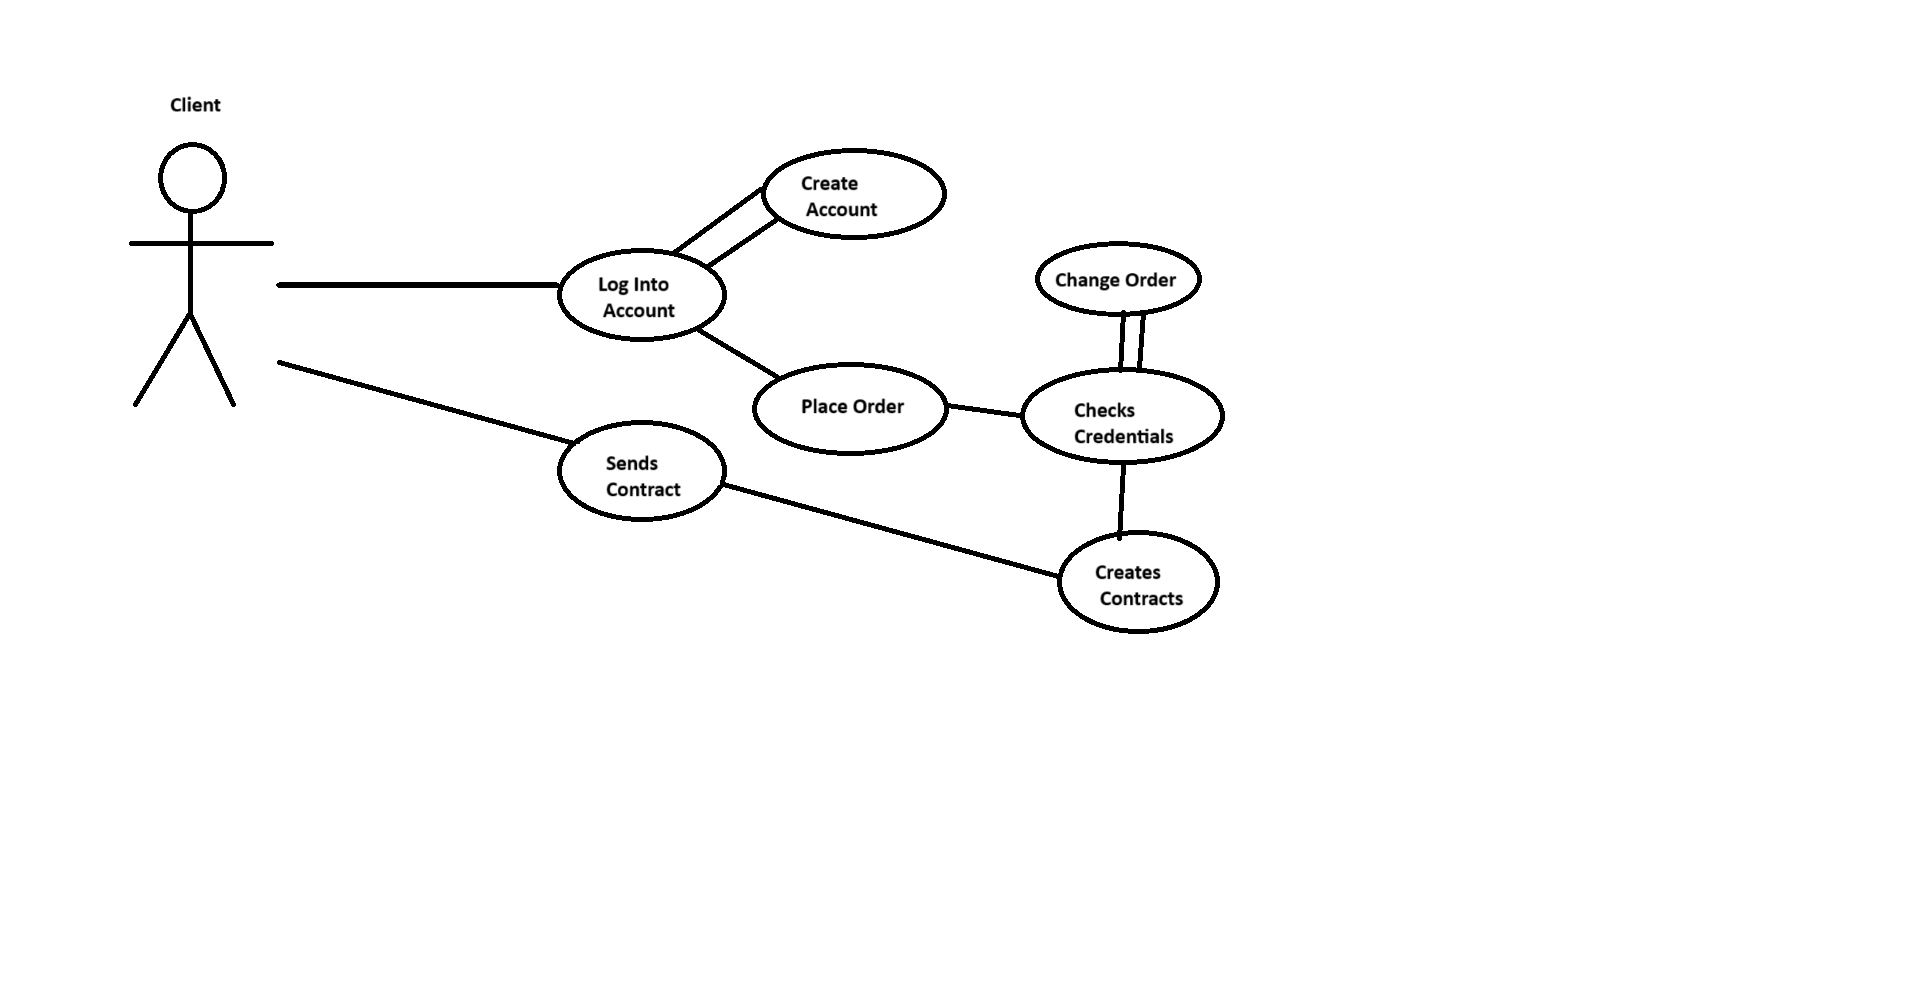 Client
Create
Account
Log Into
Account
Change Order
Place Order
Checks
Credentials
Sends
Contract
Creates
Contracts